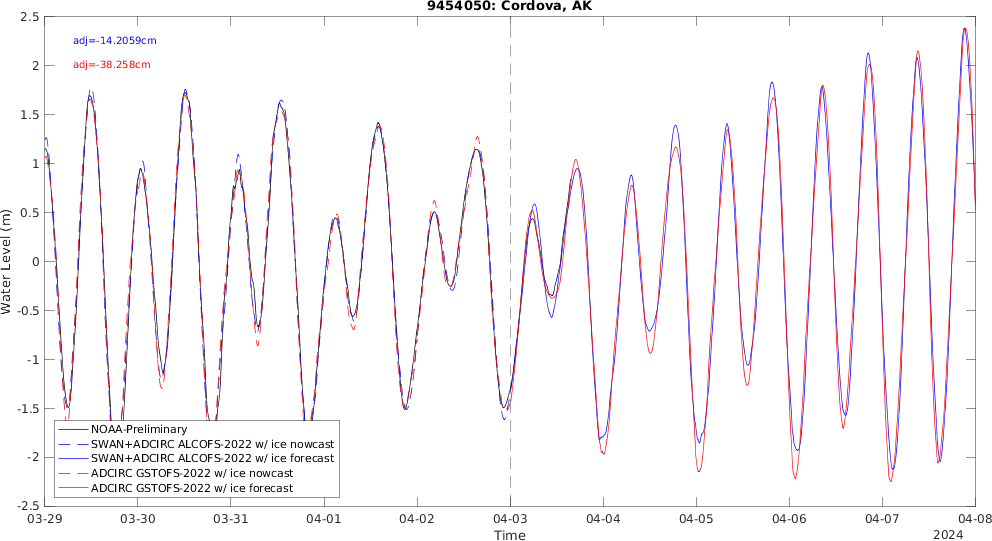 9454050: Cordova, AK
adj=-14.2059cm
adj=-38.258cm
Water Level (m)
2.5
2
1.5
1
0.5
0
-0.5
-1
-1.5
-2
-2.5
NOAA-Preliminary
SWAN+ADCIRC ALCOFS-2022 w/ ice nowcast
SWAN+ADCIRC ALCOFS-2022 w/ ice forecast
ADCIRC GSTOFS-2022 w/ ice nowcast
ADCIRC GSTOFS-2022 w/ ice forecast
03-29 03-30 03-31 04-01 04-02 04-03 04-04 04-05 04-06 04-07 04-08
Time
2024